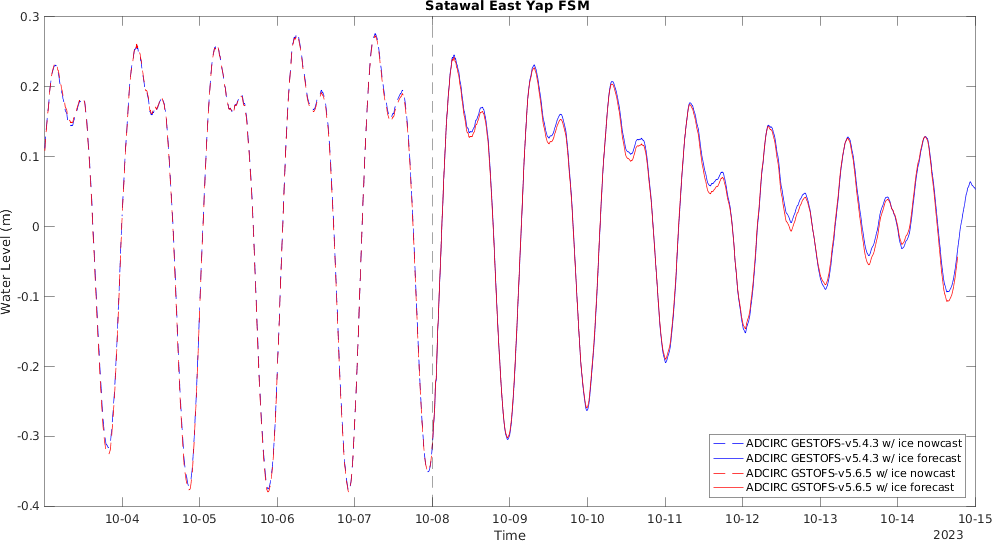 Satawal East Yap FSM
Water Level (m)
0.3
0.2
0.1
0
-0.1
-0.2
-0.3
-0.4
ADCIRC GESTOFS-v5.4.3 w/ ice nowcast
ADCIRC GESTOFS-v5.4.3 w/ ice forecast
ADCIRC GSTOFS-v5.6.5 w/ ice nowcast
ADCIRC GSTOFS-v5.6.5 w/ ice forecast
10-04 10-05 10-06 10-07 10-08 10-09 10-10 10-11 10-12 10-13 10-14 10-15
Time
2023